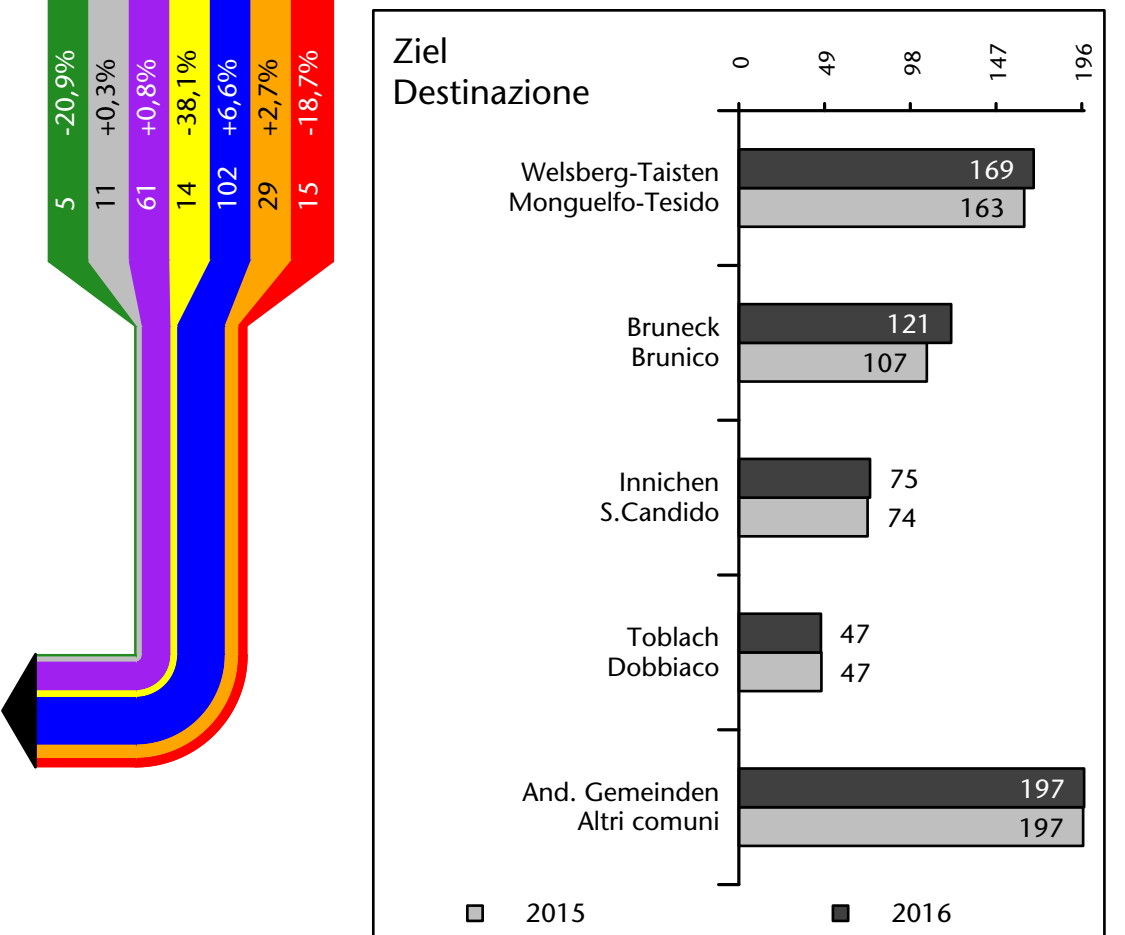 5 -20,9%
11 +0,3%
61 +0,8%
14 -38,1%
102 +6,6%
29 +2,7%
15 -18,7%
Ziel
Destinazione
0 49 98 147 196
Welsberg-Taisten
Monguelfo-Tesido
169
163
Bruneck
Brunico
121
107
Innichen
S.Candido
75
74
Toblach
Dobbiaco
47
47
And. Gemeinden
Altri comuni
197
197
2015 2016